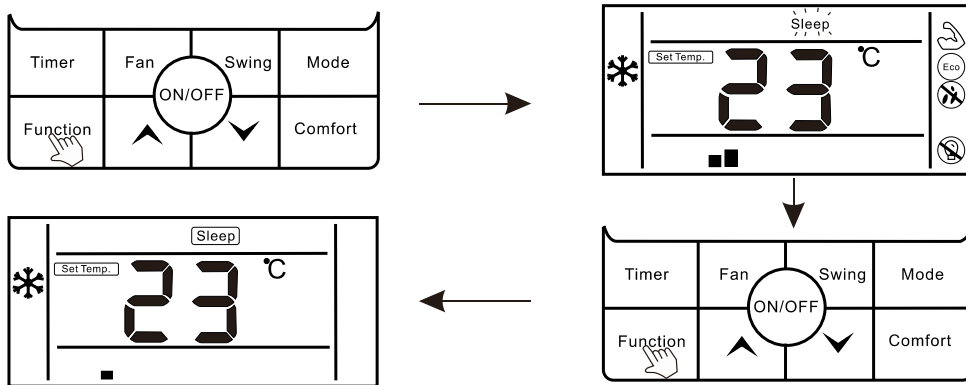 Timer Fan Swing Mode
ON/OFF
Function Comfort
Sleep
Set Temp. 23 °C
Eco
Sleep
Set Temp. 23 °C
Timer Fan Swing Mode
ON/OFF
Function Comfort